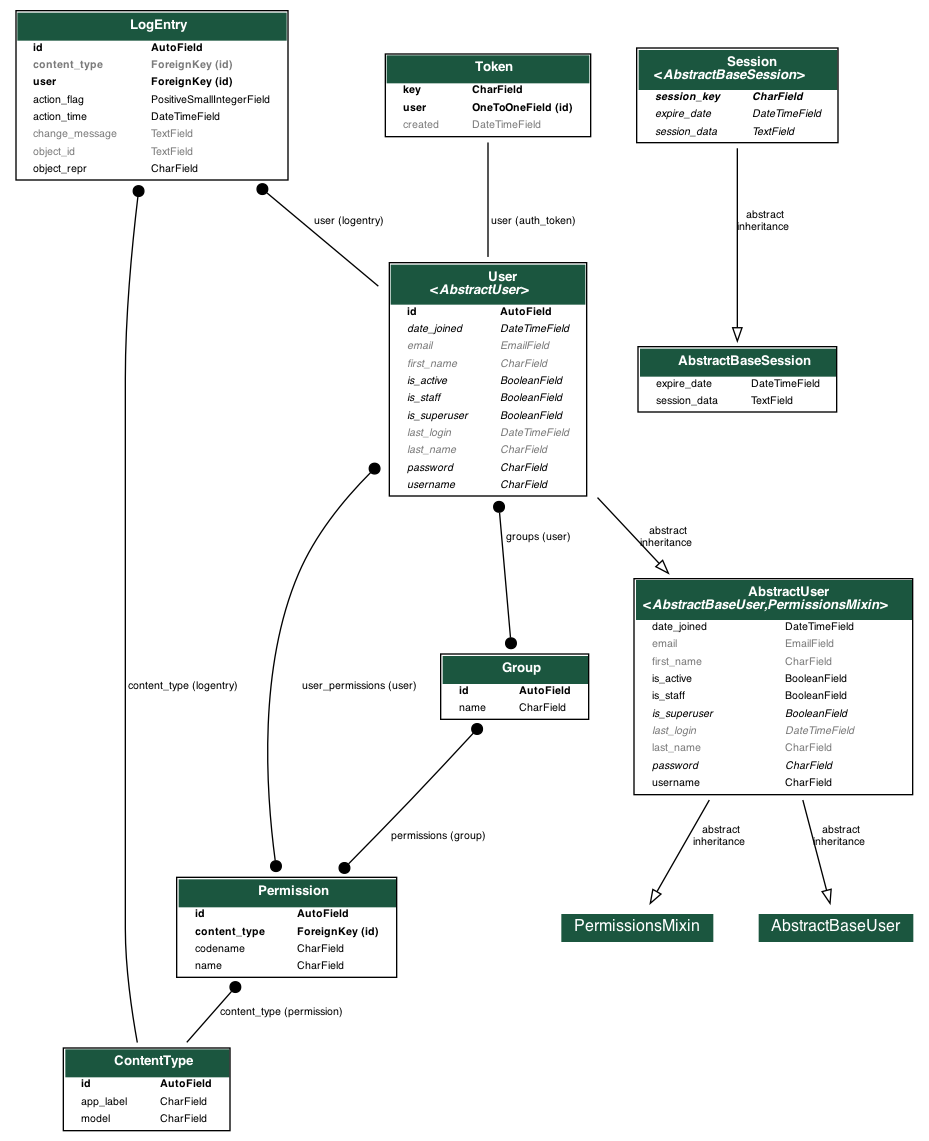 LogEntry
id AutoField
content_type ForeignKey (id)
user ForeignKey (id)
action_flag PositiveSmallIntegerField
action_time DateTimeField
change_message TextField
object_id TextField
object_repr CharField
Token
key CharField
user OneToOneField (id)
created DateTimeField
Session
<AbstractBaseSession>
session_key CharField
expire_date DateTimeField
session_data TextField
user (logentry)
user (auth_token)
abstract
inheritance
User
<AbstractUser>
id AutoField
date_joined DateTimeField
email EmailField
first_name CharField
is_active BooleanField
is_staff BooleanField
is_superuser BooleanField
last_login DateTimeField
last_name CharField
password CharField
username CharField
AbstractBaseSession
expire_date DateTimeField
session_data TextField
groups (user)
abstract
inheritance
AbstractUser
<AbstractBaseUser,PermissionsMixin>
date_joined DateTimeField
email EmailField
first_name CharField
is_active BooleanField
is_staff BooleanField
is_superuser BooleanField
last_login DateTimeField
last_name CharField
password CharField
username CharField
content_type (logentry)
user_permissions (user)
Group
id AutoField
name CharField
permissions (group)
abstract
inheritance
abstract
inheritance
Permission
id AutoField
content_type ForeignKey (id)
codename CharField
name CharField
PermissionsMixin
AbstractBaseUser
content_type (permission)
ContentType
id AutoField
app_label CharField
model CharField